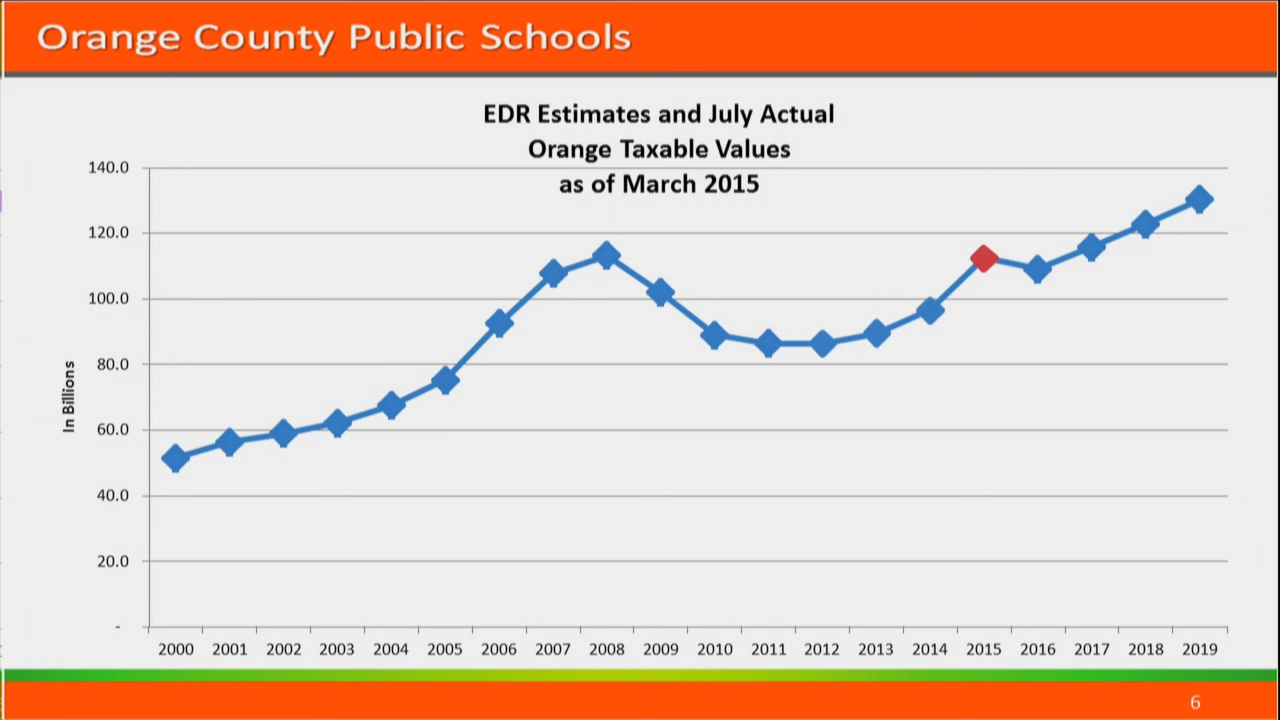 Orange County Public Schools
EDR Estimates and July Actual
Orange Taxable Values
as of March 2015
140.0
120.0
100.0
80.0
60.0
40.0
20.0
-
In Billions
2000 2001 2002 2003 2004 2005 2006 2007 2008 2009 2010 2011 2012 2013 2014 2015 2016 2017 2018 2019
6